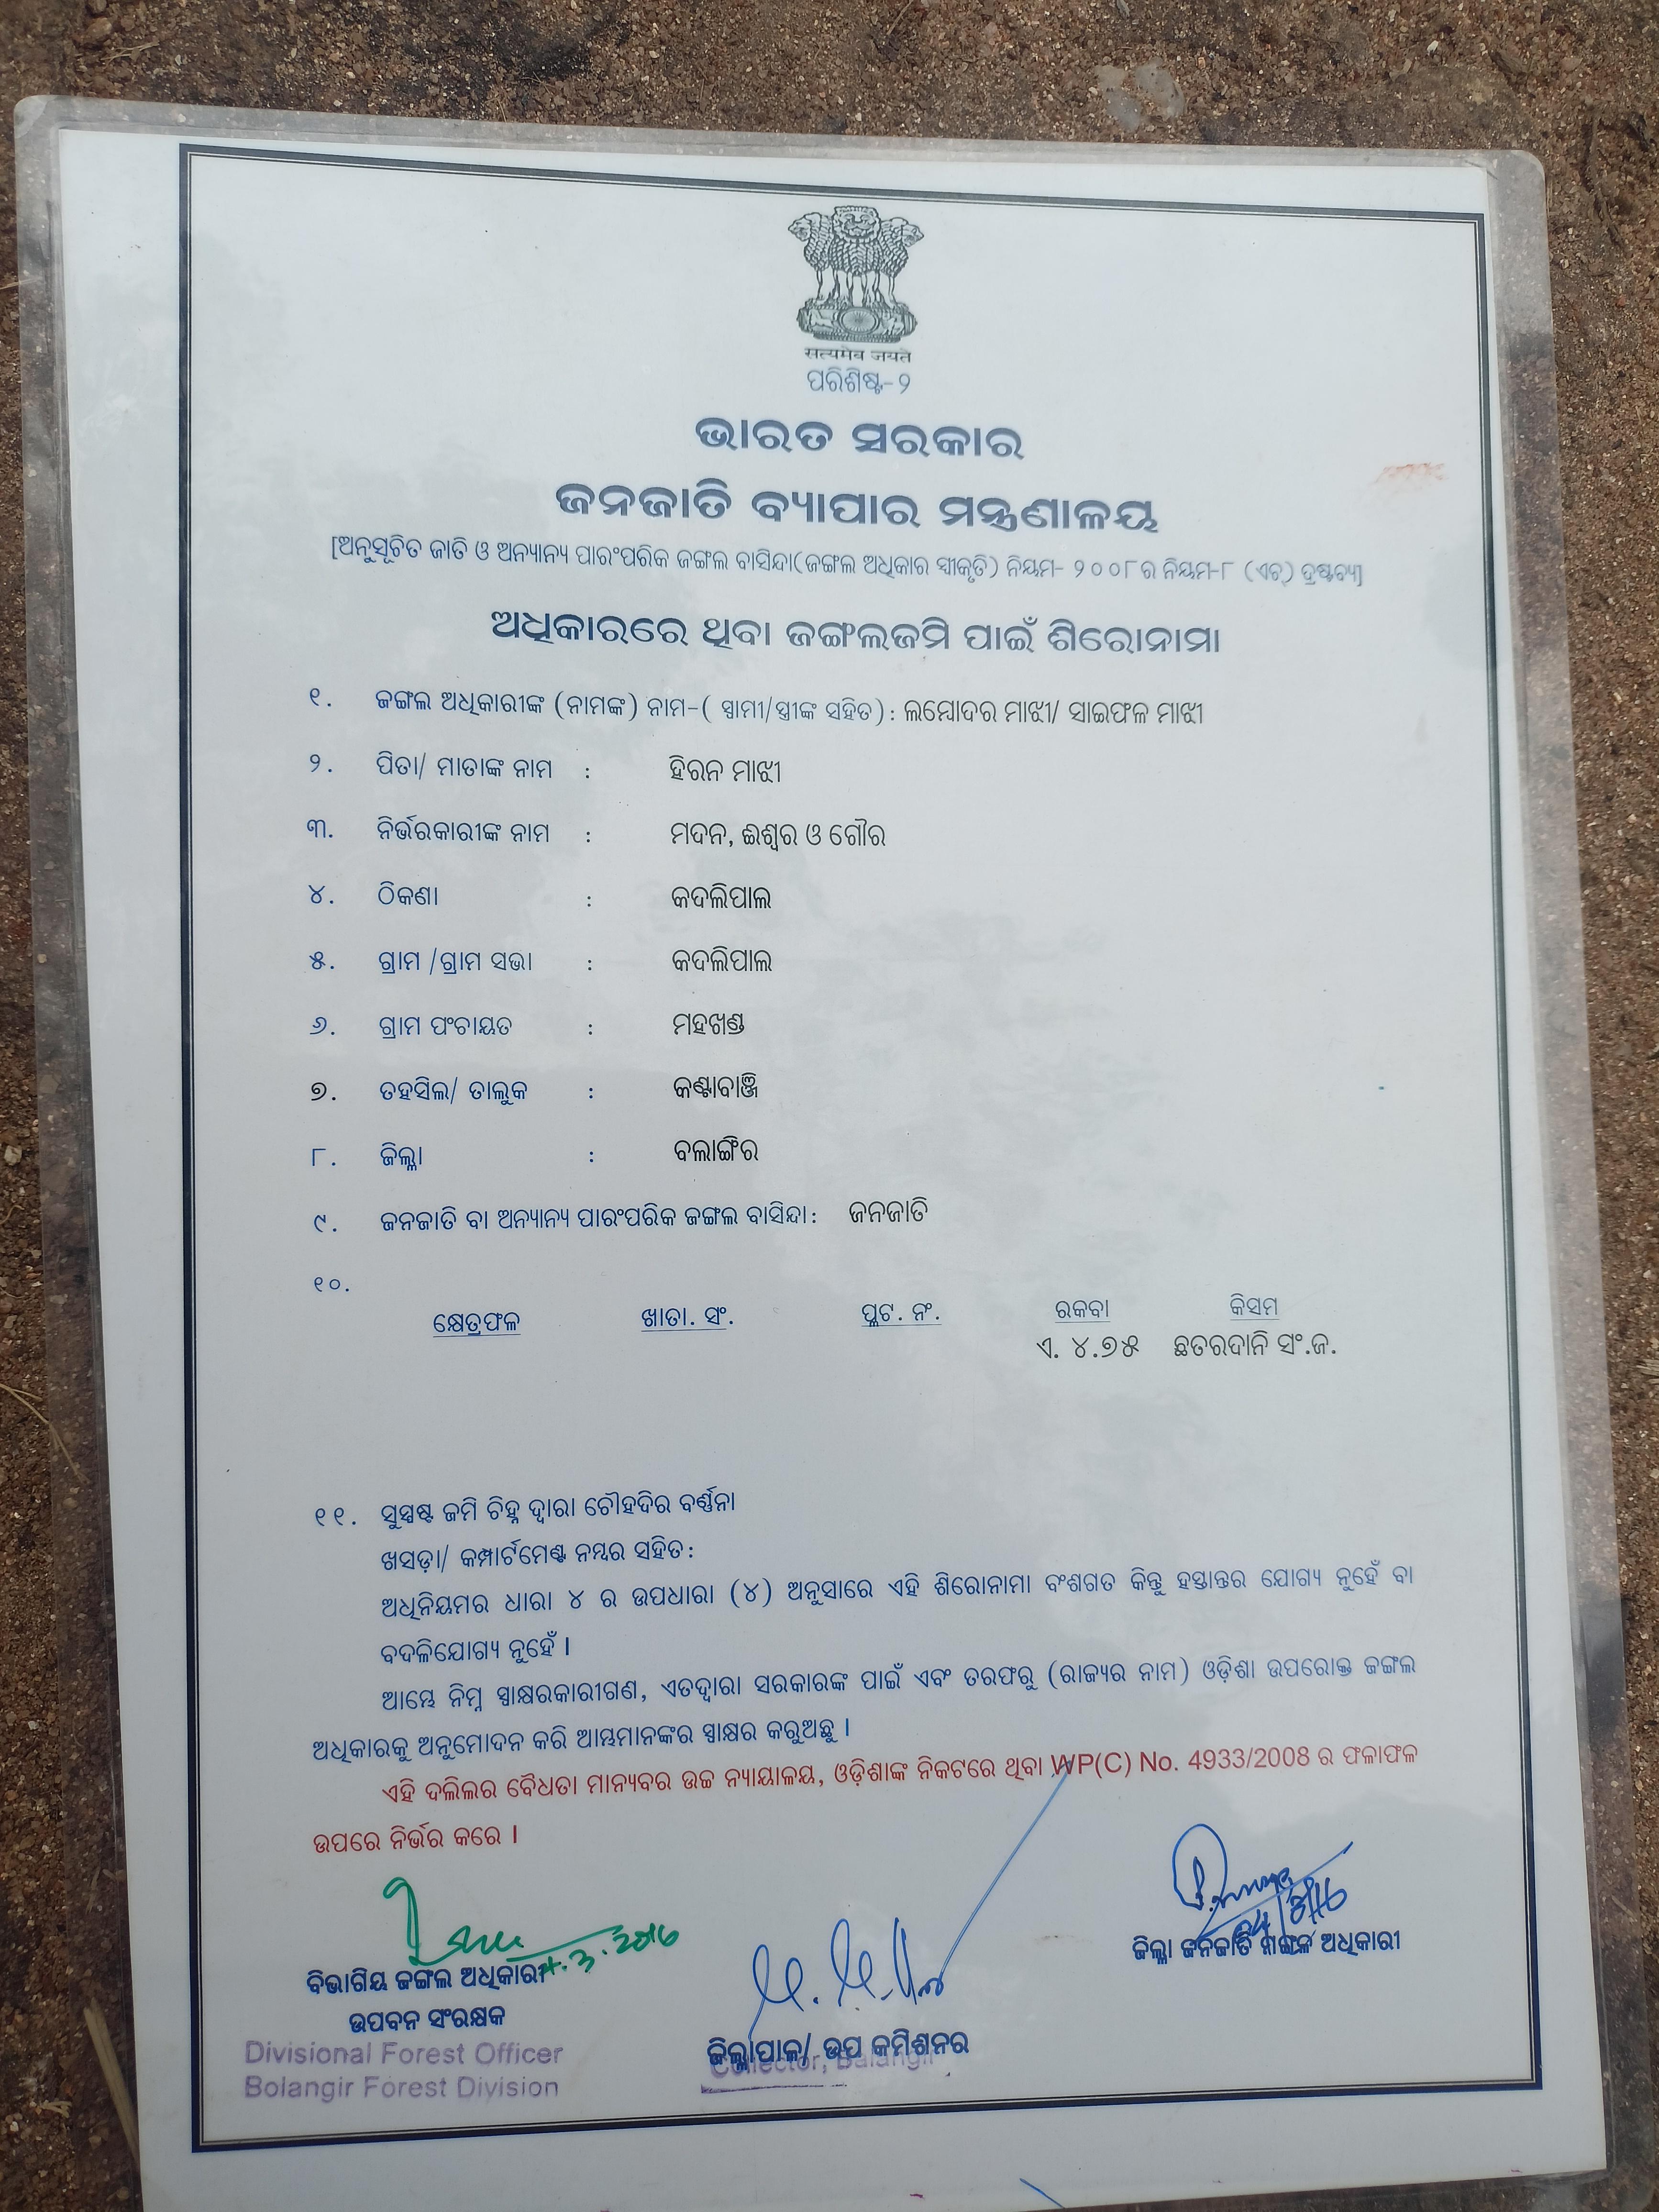 सत्यमेव जयते
ପରିଶିଷ୍ଟ-୨
ଭାରତ ସରକାର
ଜନଜାତି ବ୍ୟାପାର ମନ୍ତ୍ରଣାଳୟ
[ଅନୁସୂଚିତ ଜାତି ଓ ଅନ୍ୟାନ୍ୟ ପାରଂପରିକ ଜଙ୍ଗଲ ବାସିନ୍ଦା(ଜଙ୍ଗଲ ଅଧିକାର ସ୍ୱୀକୃତି) ନିୟମ- ୨୦୦୮ର ନିୟମ-୮ (ଏଚ୍) ଦ୍ରଷ୍ଟବ୍ୟ]
ଅଧିକାରରେ ଥିବା ଜଙ୍ଗଲଜମି ପାଇଁ ଶିରୋନାମା
୧. ଜଙ୍ଗଲ ଅଧିକାରୀଙ୍କ (ନାମଙ୍କ) ନାମ-( ସ୍ୱାମୀ/ସ୍ତ୍ରୀଙ୍କ ସହିତ) : ଲମ୍ବୋଦର ମାଝୀ/ ସାଇଫଳ ମାଝୀ
୨. ପିତା/ ମାତାଙ୍କ ନାମ : ହିରନ ମାଝୀ
୩. ନିର୍ଭରକାରୀଙ୍କ ନାମ : ମଦନ, ଈଶ୍ୱର ଓ ଗୌର
୪. ଠିକଣା : କଦଲିପାଲ
୫. ଗ୍ରାମ /ଗ୍ରାମ ସଭା : କଦଲିପାଲ
୬. ଗ୍ରାମ ପଂଚାୟତ : ମହଖଣ୍ଡ
୭. ତହସିଲ/ ତାଲୁକ : କଣ୍ଟାବାଞ୍ଜି
୮. ଜିଲ୍ଲା : ବଲାଙ୍ଗିର
୯. ଜନଜାତି ବା ଅନ୍ୟାନ୍ୟ ପାରଂପରିକ ଜଙ୍ଗଲ ବାସିନ୍ଦା : ଜନଜାତି
୧୦.
କ୍ଷେତ୍ରଫଳ ଖାତା. ସଂ. ପ୍ଲଟ. ନଂ. ରକବା କିସମ
ଏ. ୪.୭୫ ଛତରଦାନି ସଂ.ଜ.
୧୧. ସୁସ୍ପଷ୍ଟ ଜମି ଚିହ୍ନ ଦ୍ୱାରା ଚୌହଦିର ବର୍ଣ୍ଣନା
ଖସଡ଼ା/ କମ୍ପାର୍ଟମେଣ୍ଟ ନମ୍ବର ସହିତ:
ଅଧିନିୟମର ଧାରା ୪ ର ଉପଧାରା (୪) ଅନୁସାରେ ଏହି ଶିରୋନାମା ବଂଶଗତ କିନ୍ତୁ ହସ୍ତାନ୍ତର ଯୋଗ୍ୟ ନୁହେଁ ବା
ବଦଳିଯୋଗ୍ୟ ନୁହେଁ ।
ଆମ୍ଭେ ନିମ୍ନ ସ୍ୱାକ୍ଷରକାରୀଗଣ, ଏତଦ୍ୱାରା ସରକାରଙ୍କ ପାଇଁ ଏବଂ ତରଫରୁ (ରାଜ୍ୟର ନାମ) ଓଡ଼ିଶା ଉପରୋକ୍ତ ଜଙ୍ଗଲ
ଅଧିକାରକୁ ଅନୁମୋଦନ କରି ଆମ୍ଭମାନଙ୍କର ସ୍ୱାକ୍ଷର କରୁଅଛୁ ।
ଏହି ଦଲିଲର ବୈଧତା ମାନ୍ୟବର ଉଚ୍ଚ ନ୍ୟାୟାଳୟ, ଓଡ଼ିଶାଙ୍କ ନିକଟରେ ଥିବା WP(C) No. 4933/2008 ର ଫଳାଫଳ
ଉପରେ ନିର୍ଭର କରେ ।
ବିଭାଗିୟ ଜଙ୍ଗଲ ଅଧିକାରୀ
ଉପବନ ସଂରକ୍ଷକ
Divisional Forest Officer
Bolangir Forest Division
ଜିଲ୍ଲାପାଳ/ ଉପ କମିଶନର
Collector, Balangir
ଜିଲ୍ଲା ଜନଜାତି ମଙ୍ଗଳ ଅଧିକାରୀ